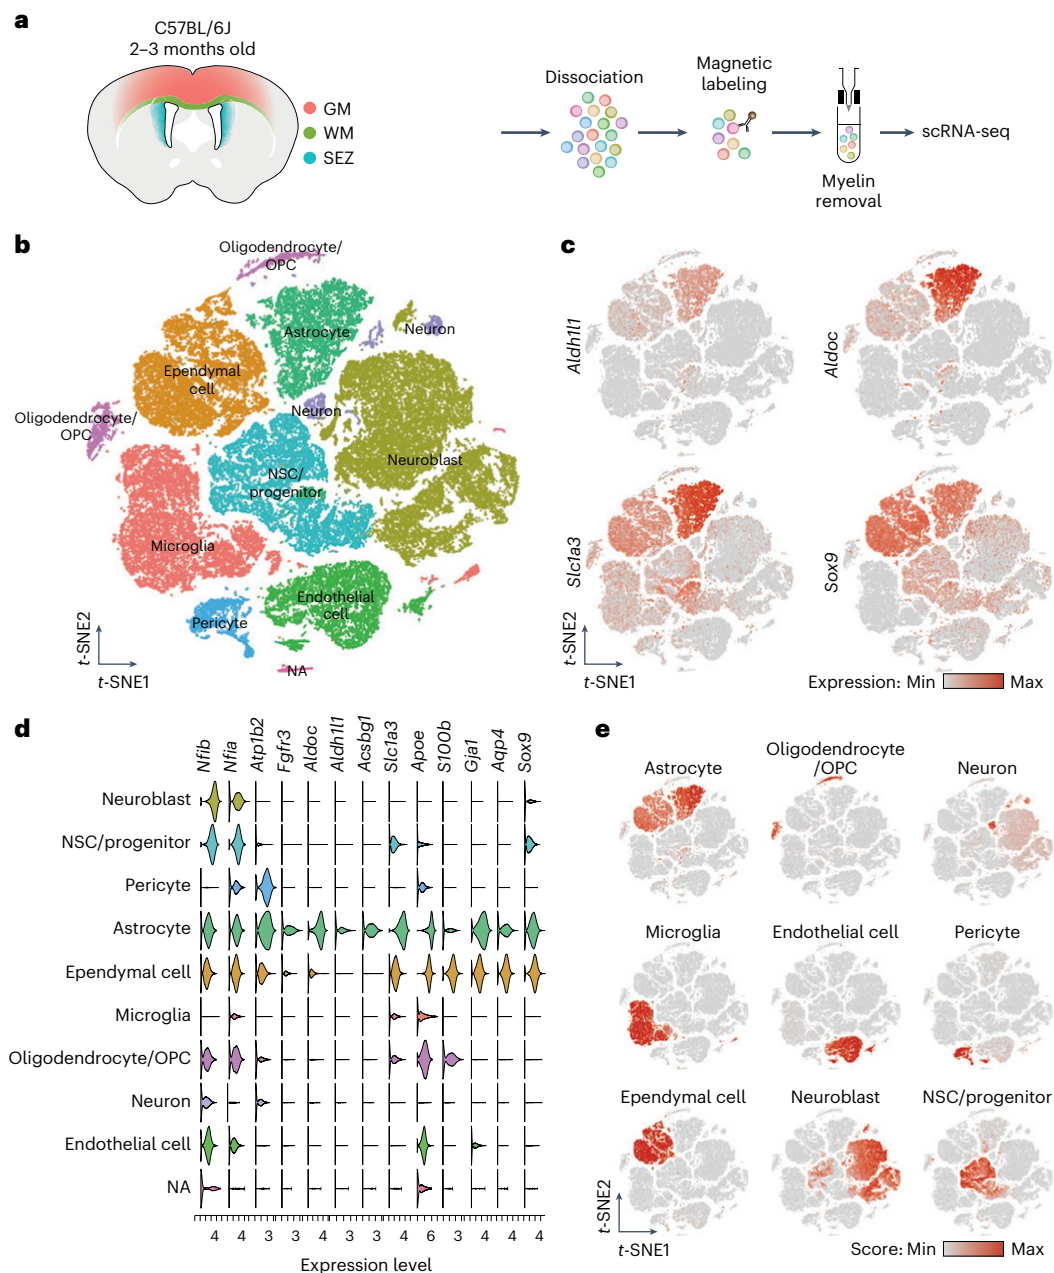 a
C57BL/6J
2–3 months old
GM
WM
SEZ
Dissociation
Magnetic
labeling
Myelin
removal
scRNA-seq
b
Oligodendrocyte/
OPC
Astrocyte
Neuron
Ependymal
cell
Neuron
Oligodendrocyte/
OPC
Neuroblast
NSC/
progenitor
Microglia
Endothelial
cell
Pericyte
NA
t-SNE2
t-SNE1
c
Aldh1l1
Aldoc
Slc1a3
Sox9
t-SNE2
t-SNE1
Expression: Min Max
d
Nfib Nfia Atp1b2 Fgfr3 Aldoc Aldh1l1 Acsbg1 Slc1a3 Apoe S100b Gja1 Aqp4 Sox9
Neuroblast
NSC/progenitor
Pericyte
Astrocyte
Ependymal cell
Microglia
Oligodendrocyte/OPC
Neuron
Endothelial cell
NA
4 4 3 3 4 3 3 4 6 3 4 4 4
Expression level
e
Astrocyte
Oligodendrocyte
/OPC
Neuron
Microglia
Endothelial cell
Pericyte
Ependymal cell
Neuroblast
NSC/progenitor
t-SNE2
t-SNE1
Score: Min Max